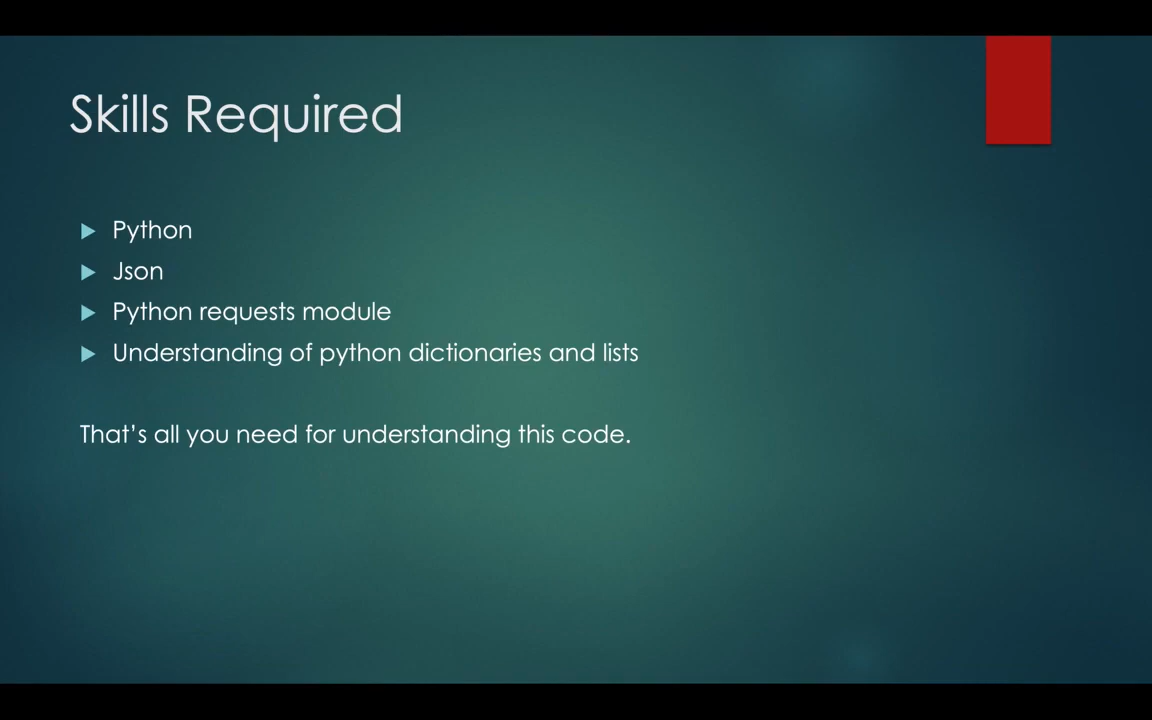 Skills Required
Python
Json
Python requests module
Understanding of python dictionaries and lists
That’s all you need for understanding this code.